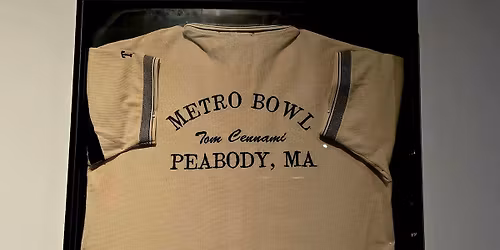 METRO BOWL
Tom Cennami
PEABODY, MA